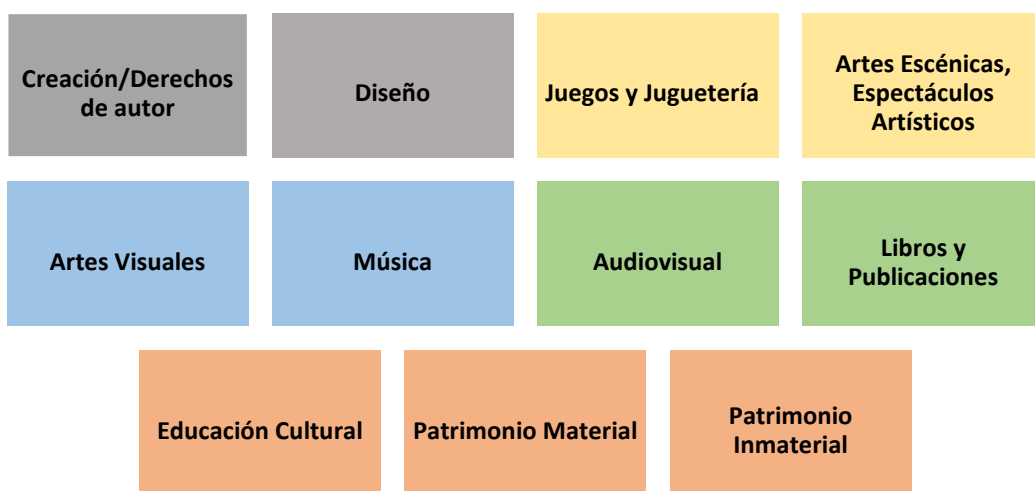 Creación/Derechos
de autor
Diseño
Juegos y Juguetería
Artes Escénicas,
Espectáculos
Artísticos
Artes Visuales
Música
Audiovisual
Libros y
Publicaciones
Educación Cultural
Patrimonio Material
Patrimonio
Inmaterial